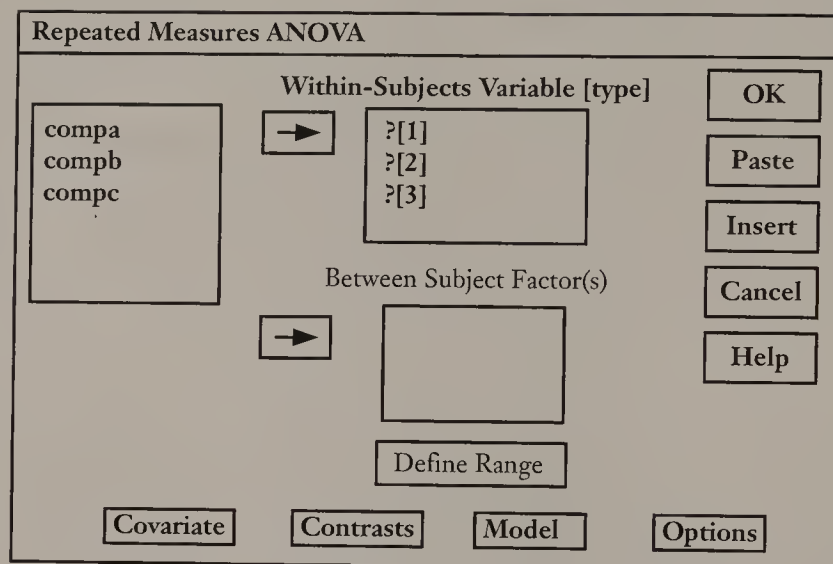 Repeated Measures ANOVA
Within-Subjects Variable [type]
compa
compb
compc
?[1]
?[2]
?[3]
OK
Paste
Insert
Cancel
Help
Between Subject Factor(s)
Define Range
Covariate
Contrasts
Model
Options